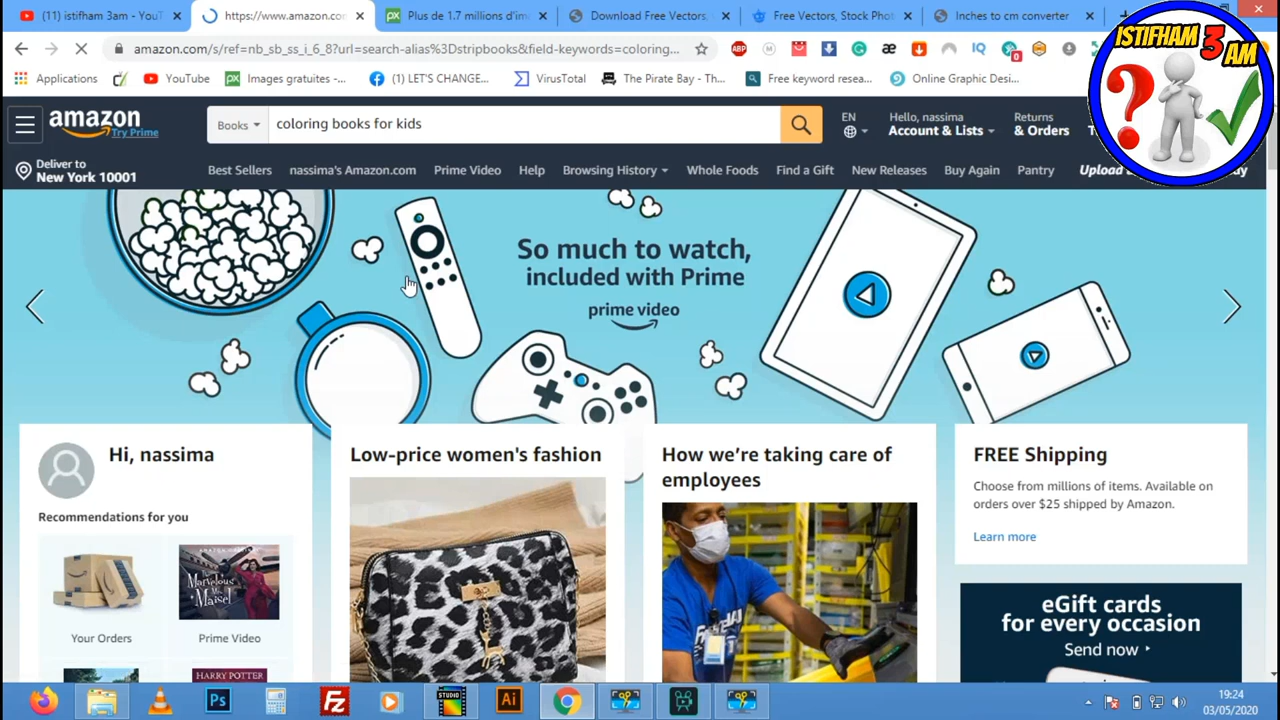 (11) istifham 3am - YouT
https://www.amazon.co
Plus de 1.7 millions d'im
Download Free Vectors,
Free Vectors, Stock Phot
Inches to cm converter
amazon.com/s/ref=nb_sb_ss_i_6_8?url=search-alias%3Dstripbooks&field-keywords=coloring...
Applications
YouTube
Images gratuites -...
(1) LET'S CHANGE...
VirusTotal
The Pirate Bay - Th...
Free keyword resea...
Online Graphic Desi...
ISTIFHAM 3 AM
amazon
Try Prime
Books
coloring books for kids
EN
Hello, nassima
Account & Lists
Returns
& Orders
Deliver to
New York 10001
Best Sellers
nassima's Amazon.com
Prime Video
Help
Browsing History
Whole Foods
Find a Gift
New Releases
Buy Again
Pantry
Upload
So much to watch,
included with Prime
prime video
Hi, nassima
Recommendations for you
Your Orders
Prime Video
HARRY POTTER
Low-price women's fashion
How we're taking care of
employees
FREE Shipping
Choose from millions of items. Available on
orders over $25 shipped by Amazon.
Learn more
eGift cards
for every occasion
Send now
Ps
STUDIO
Ai
19:24
03/05/2020